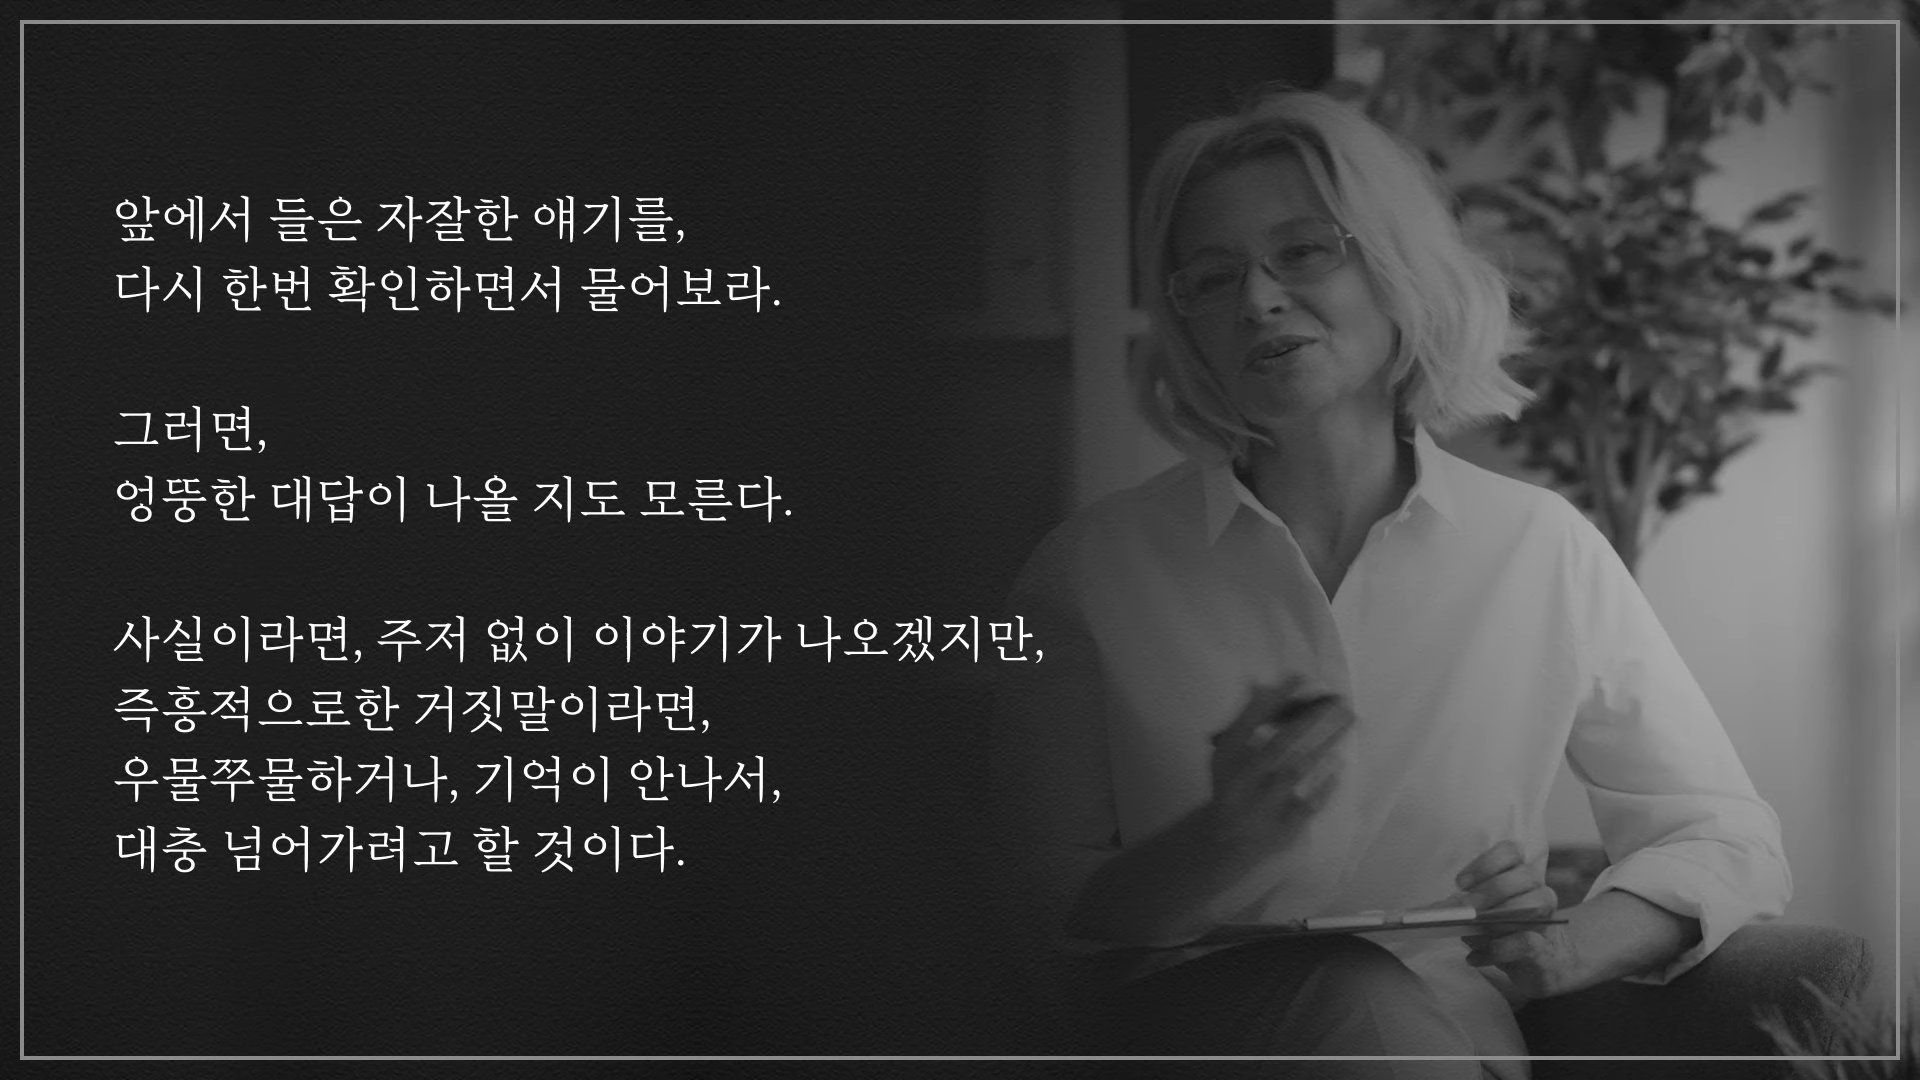 앞에서 들은 자잘한 얘기를,
다시 한번 확인하면서 물어보라.
그러면,
엉뚱한 대답이 나올 지도 모른다.
사실이라면, 주저 없이 이야기가 나오겠지만,
즉흥적으로한 거짓말이라면,
우물쭈물하거나, 기억이 안나서,
대충 넘어가려고 할 것이다.